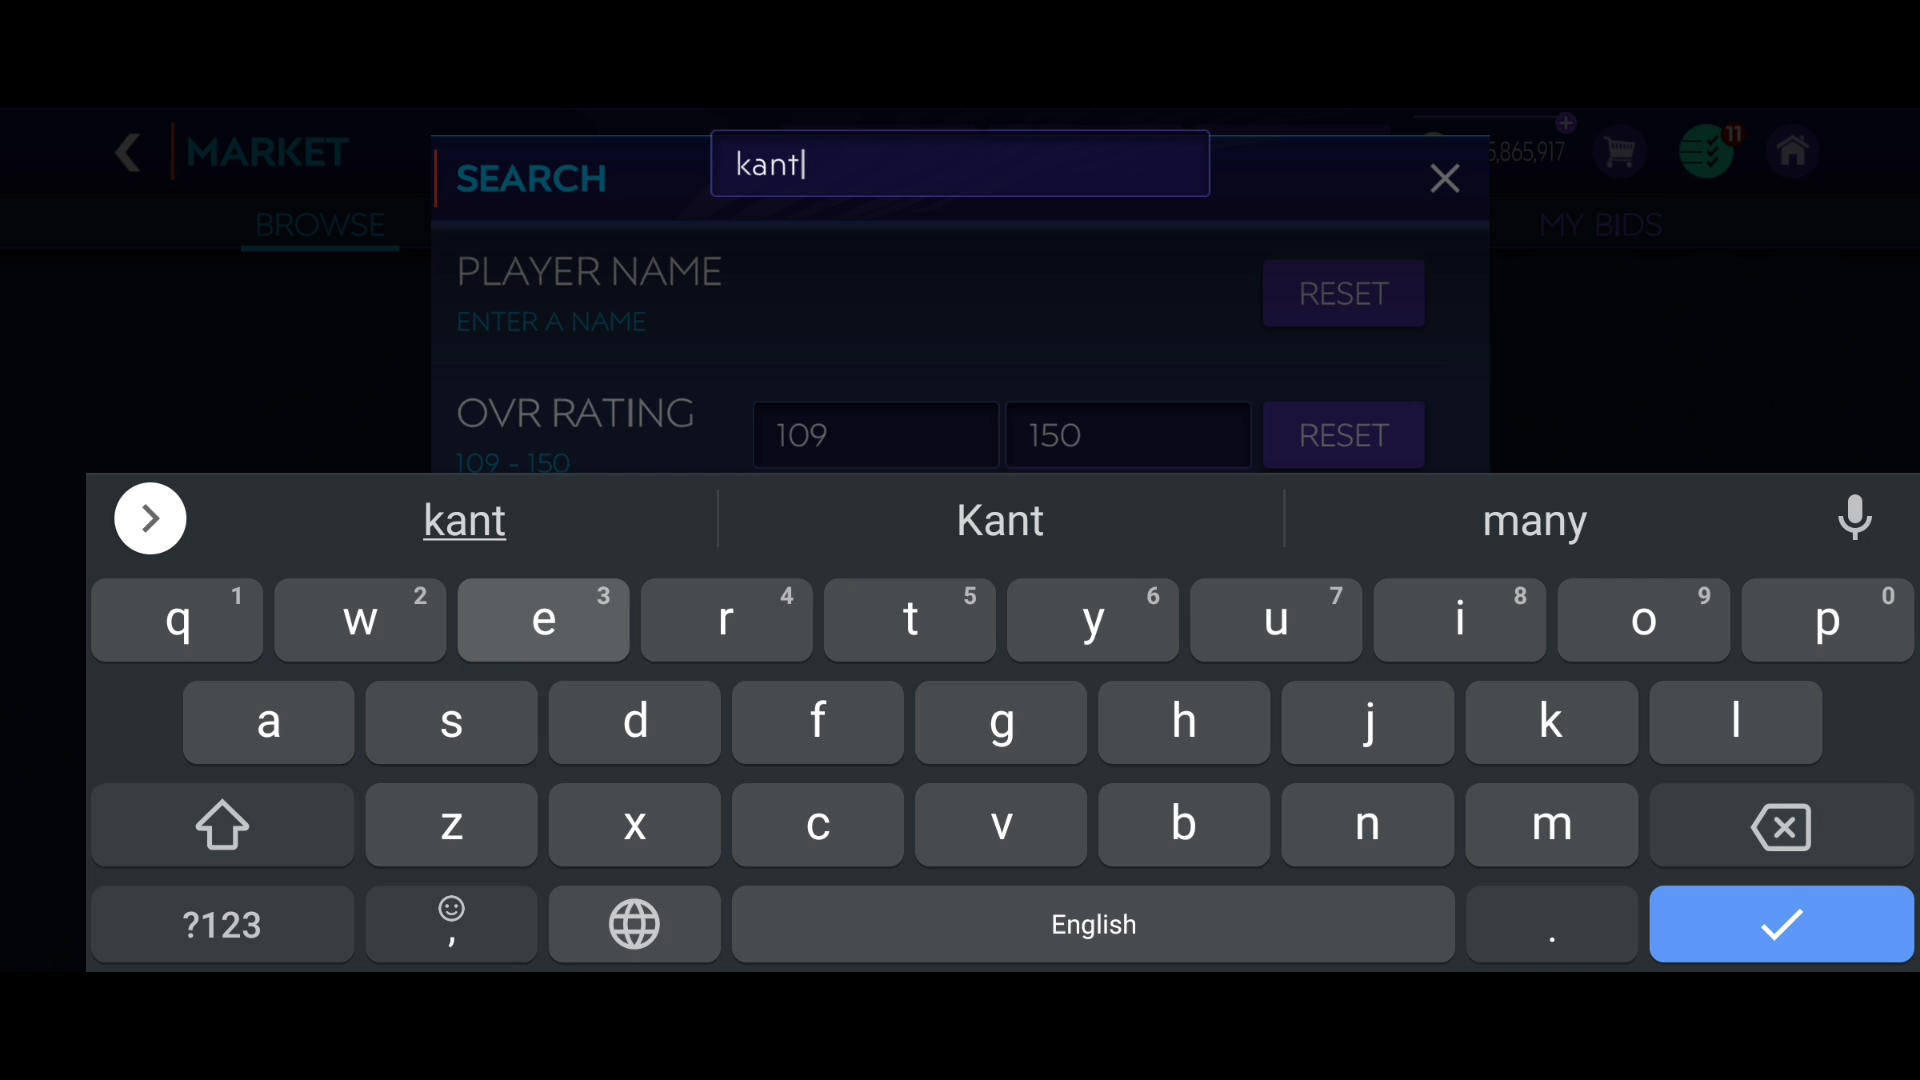 MARKET
SEARCH
kant
5,865,917
11
BROWSE
MY BIDS
PLAYER NAME
RESET
ENTER A NAME
OVR RATING
109
150
RESET
109 - 150
kant
Kant
many
q 1 w 2 e 3 r 4 t 5 y 6 u 7 i 8 o 9 p 0
a s d f g h j k l
z x c v b n m
?123
,
English
.